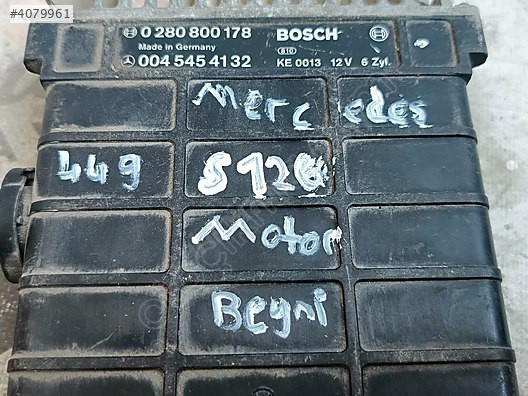 #4079961
0 280 800 178 BOSCH
Made in Germany 810 KE 0013 12V 6 Zyl.
004 545 41 32
Mercedes
449 S126
Motor
Beyni